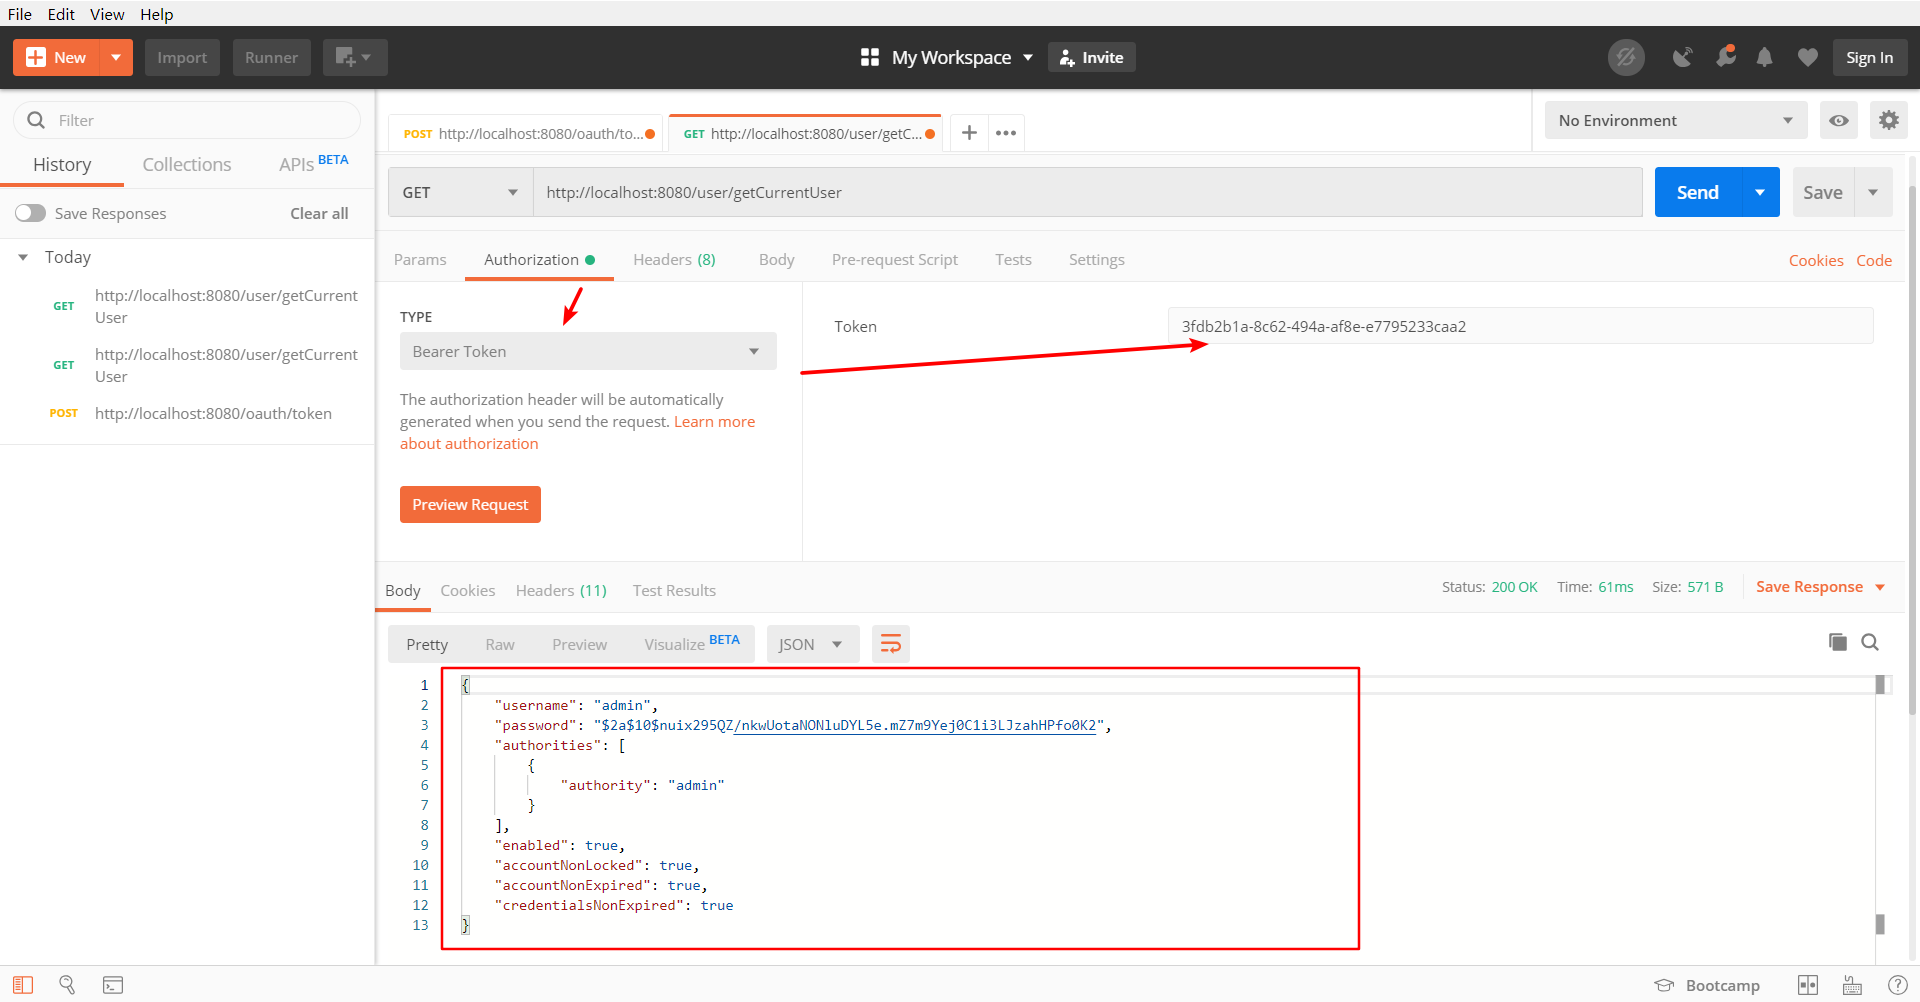 File Edit View Help
New Import Runner My Workspace Invite Sign In
Filter
History Collections APIs BETA
Save Responses Clear all
Today
GET http://localhost:8080/user/getCurrent
User
GET http://localhost:8080/user/getCurrent
User
POST http://localhost:8080/oauth/token
POST http://localhost:8080/oauth/to... GET http://localhost:8080/user/getC... No Environment
GET http://localhost:8080/user/getCurrentUser Send Save
Params Authorization Headers (8) Body Pre-request Script Tests Settings Cookies Code
TYPE
Bearer Token
The authorization header will be automatically
generated when you send the request. Learn more
about authorization
Preview Request
Token 3fdb2b1a-8c62-494a-af8e-e7795233caa2
Body Cookies Headers (11) Test Results Status: 200 OK Time: 61ms Size: 571 B Save Response
Pretty Raw Preview Visualize BETA JSON
1 {
2 "username": "admin",
3 "password": "$2a$10$nuix295QZ/nkwUotaNONluDYL5e.mZ7m9Yej0C1i3LJzahHPfo0K2",
4 "authorities": [
5 {
6 "authority": "admin"
7 }
8 ],
9 "enabled": true,
10 "accountNonLocked": true,
11 "accountNonExpired": true,
12 "credentialsNonExpired": true
13 }
Bootcamp